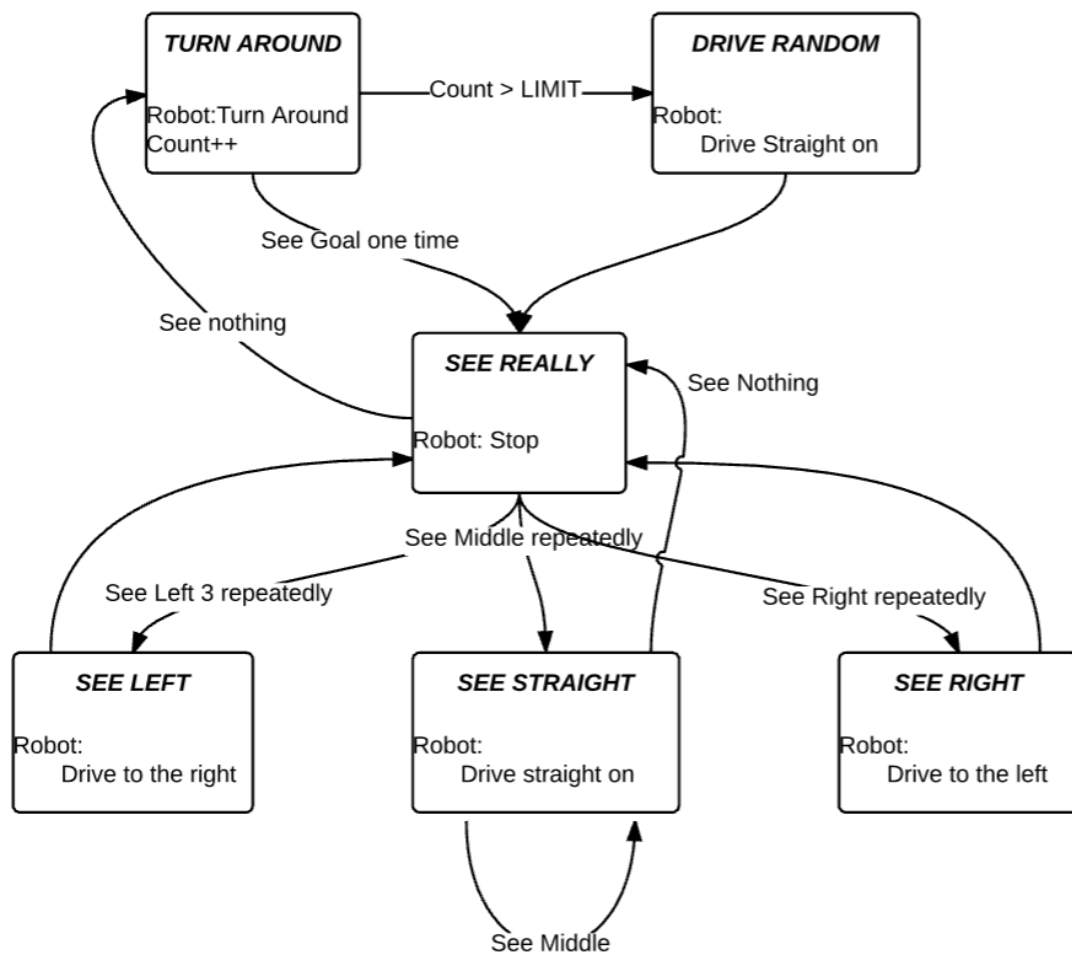 TURN AROUND
Robot:Turn Around
Count++
Count > LIMIT
DRIVE RANDOM
Robot:
Drive Straight on
See Goal one time
See nothing
SEE REALLY
Robot: Stop
See Nothing
See Middle repeatedly
See Left 3 repeatedly
See Right repeatedly
SEE LEFT
Robot:
Drive to the right
SEE STRAIGHT
Robot:
Drive straight on
SEE RIGHT
Robot:
Drive to the left
See Middle